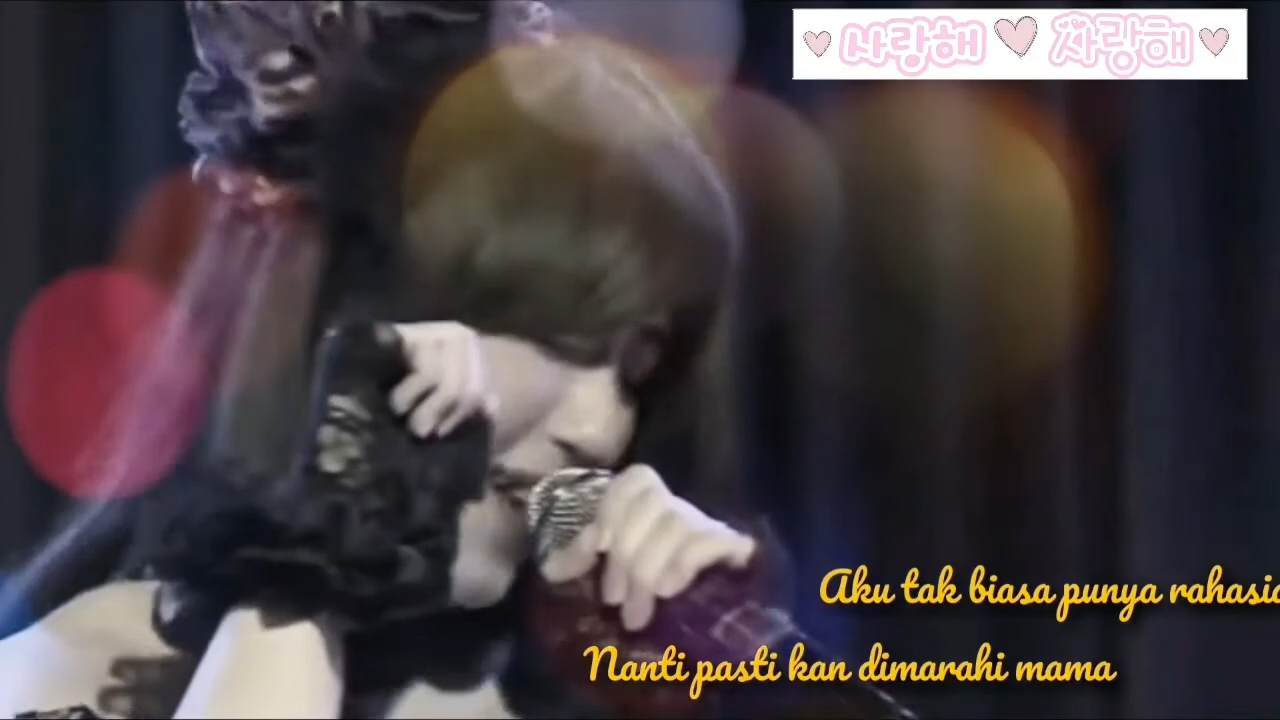 사랑해 사랑해
Aku tak biasa punya rahasia
Nanti pasti kan dimarahi mama